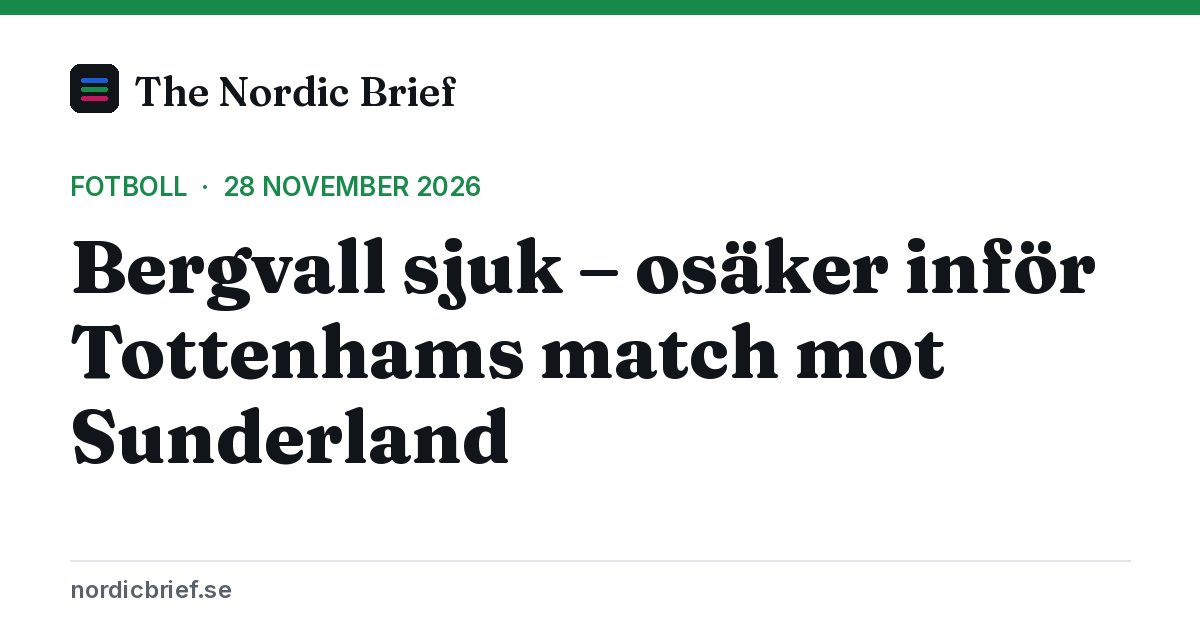 The Nordic Brief
FOTBOLL · 28 NOVEMBER 2026
Bergvall sjuk – osäker inför
Tottenhams match mot
Sunderland
nordicbrief.se